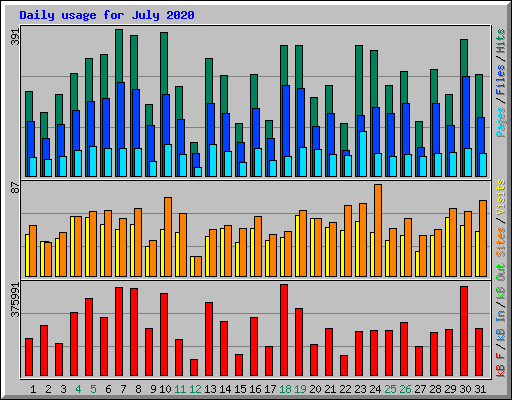 Daily usage for July 2020
391
Pages / Files / Hits
87
kB F / kB In / kB Out Sites / Visits
375991
1 2 3 4 5 6 7 8 9 10 11 12 13 14 15 16 17 18 19 20 21 22 23 24 25 26 27 28 29 30 31